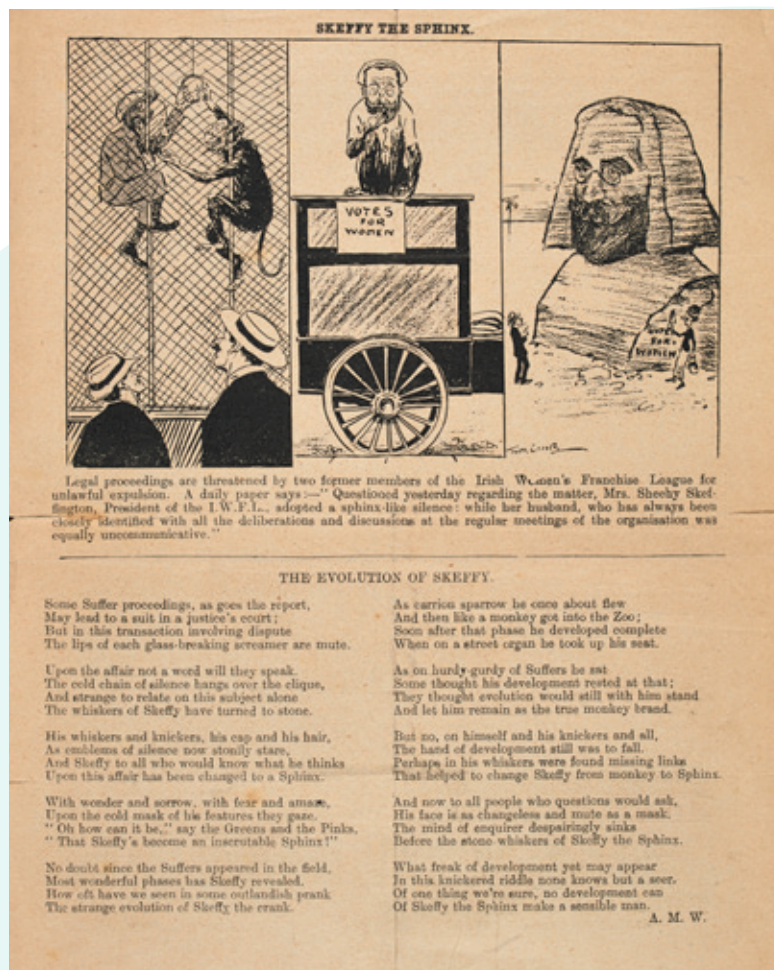 SKEFFY THE SPHINX.
VOTES
FOR
WOMEN
VOTES
FOR
WOMEN
Legal proceedings are threatened by two former members of the Irish Women's Franchise League for
unlawful expulsion. A daily paper says:—"Questioned yesterday regarding the matter, Mrs. Sheehy Skef-
fington, President of the I.W.F.L., adopted a sphinx-like silence: while her husband, who has always been
closely identified with all the deliberations and discussions at the regular meetings of the organisation was
equally uncommunicative."
THE EVOLUTION OF SKEFFY.
Some Suffer proceedings, as goes the report,
May lead to a suit in a justice's court;
But in this transaction involving dispute
The lips of each glass-breaking screamer are mute.
Upon the affair not a word will they speak.
The cold chain of silence hangs over the clique,
And strange to relate on this subject alone
The whiskers of Skeffy have turned to stone.
His whiskers and knickers, his cap and his hair,
As emblems of silence now stonily stare,
And Skeffy to all who would know what he thinks
Upon this affair has been changed to a Sphinx.
With wonder and sorrow, with fear and amaze,
Upon the cold mask of his features they gaze.
"Oh how can it be," say the Greens and the Pinks,
"That Skeffy's become an inscrutable Sphinx!"
No doubt since the Suffers appeared in the field,
Most wonderful phases has Skeffy revealed.
How oft have we seen in some outlandish prank
The strange evolution of Skeffy the crank.
As carrion sparrow he once about flew
And then like a monkey got into the Zoo;
Soon after that phase he developed complete
When on a street organ he took up his seat.
As on hurdy-gurdy of Suffers he sat
Some thought his development rested at that;
They thought evolution would still with him stand
And let him remain as the true monkey brand.
But no, on himself and his knickers and all,
The hand of development still was to fall.
Perhaps in his whiskers were found missing links
That helped to change Skeffy from monkey to Sphinx.
And now to all people who questions would ask,
His face is as changeless and mute as a mask.
The mind of enquirer despairingly sinks
Before the stone whiskers of Skeffy the Sphinx.
What freak of development yet may appear
In this knickered riddle none knows but a seer.
Of one thing we're sure, no development can
Of Skeffy the Sphinx make a sensible man.
A. M. W.